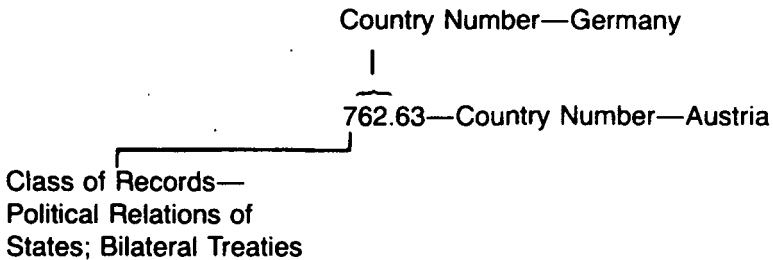 Country Number—Germany
762.63—Country Number—Austria
Class of Records—
Political Relations of
States; Bilateral Treaties